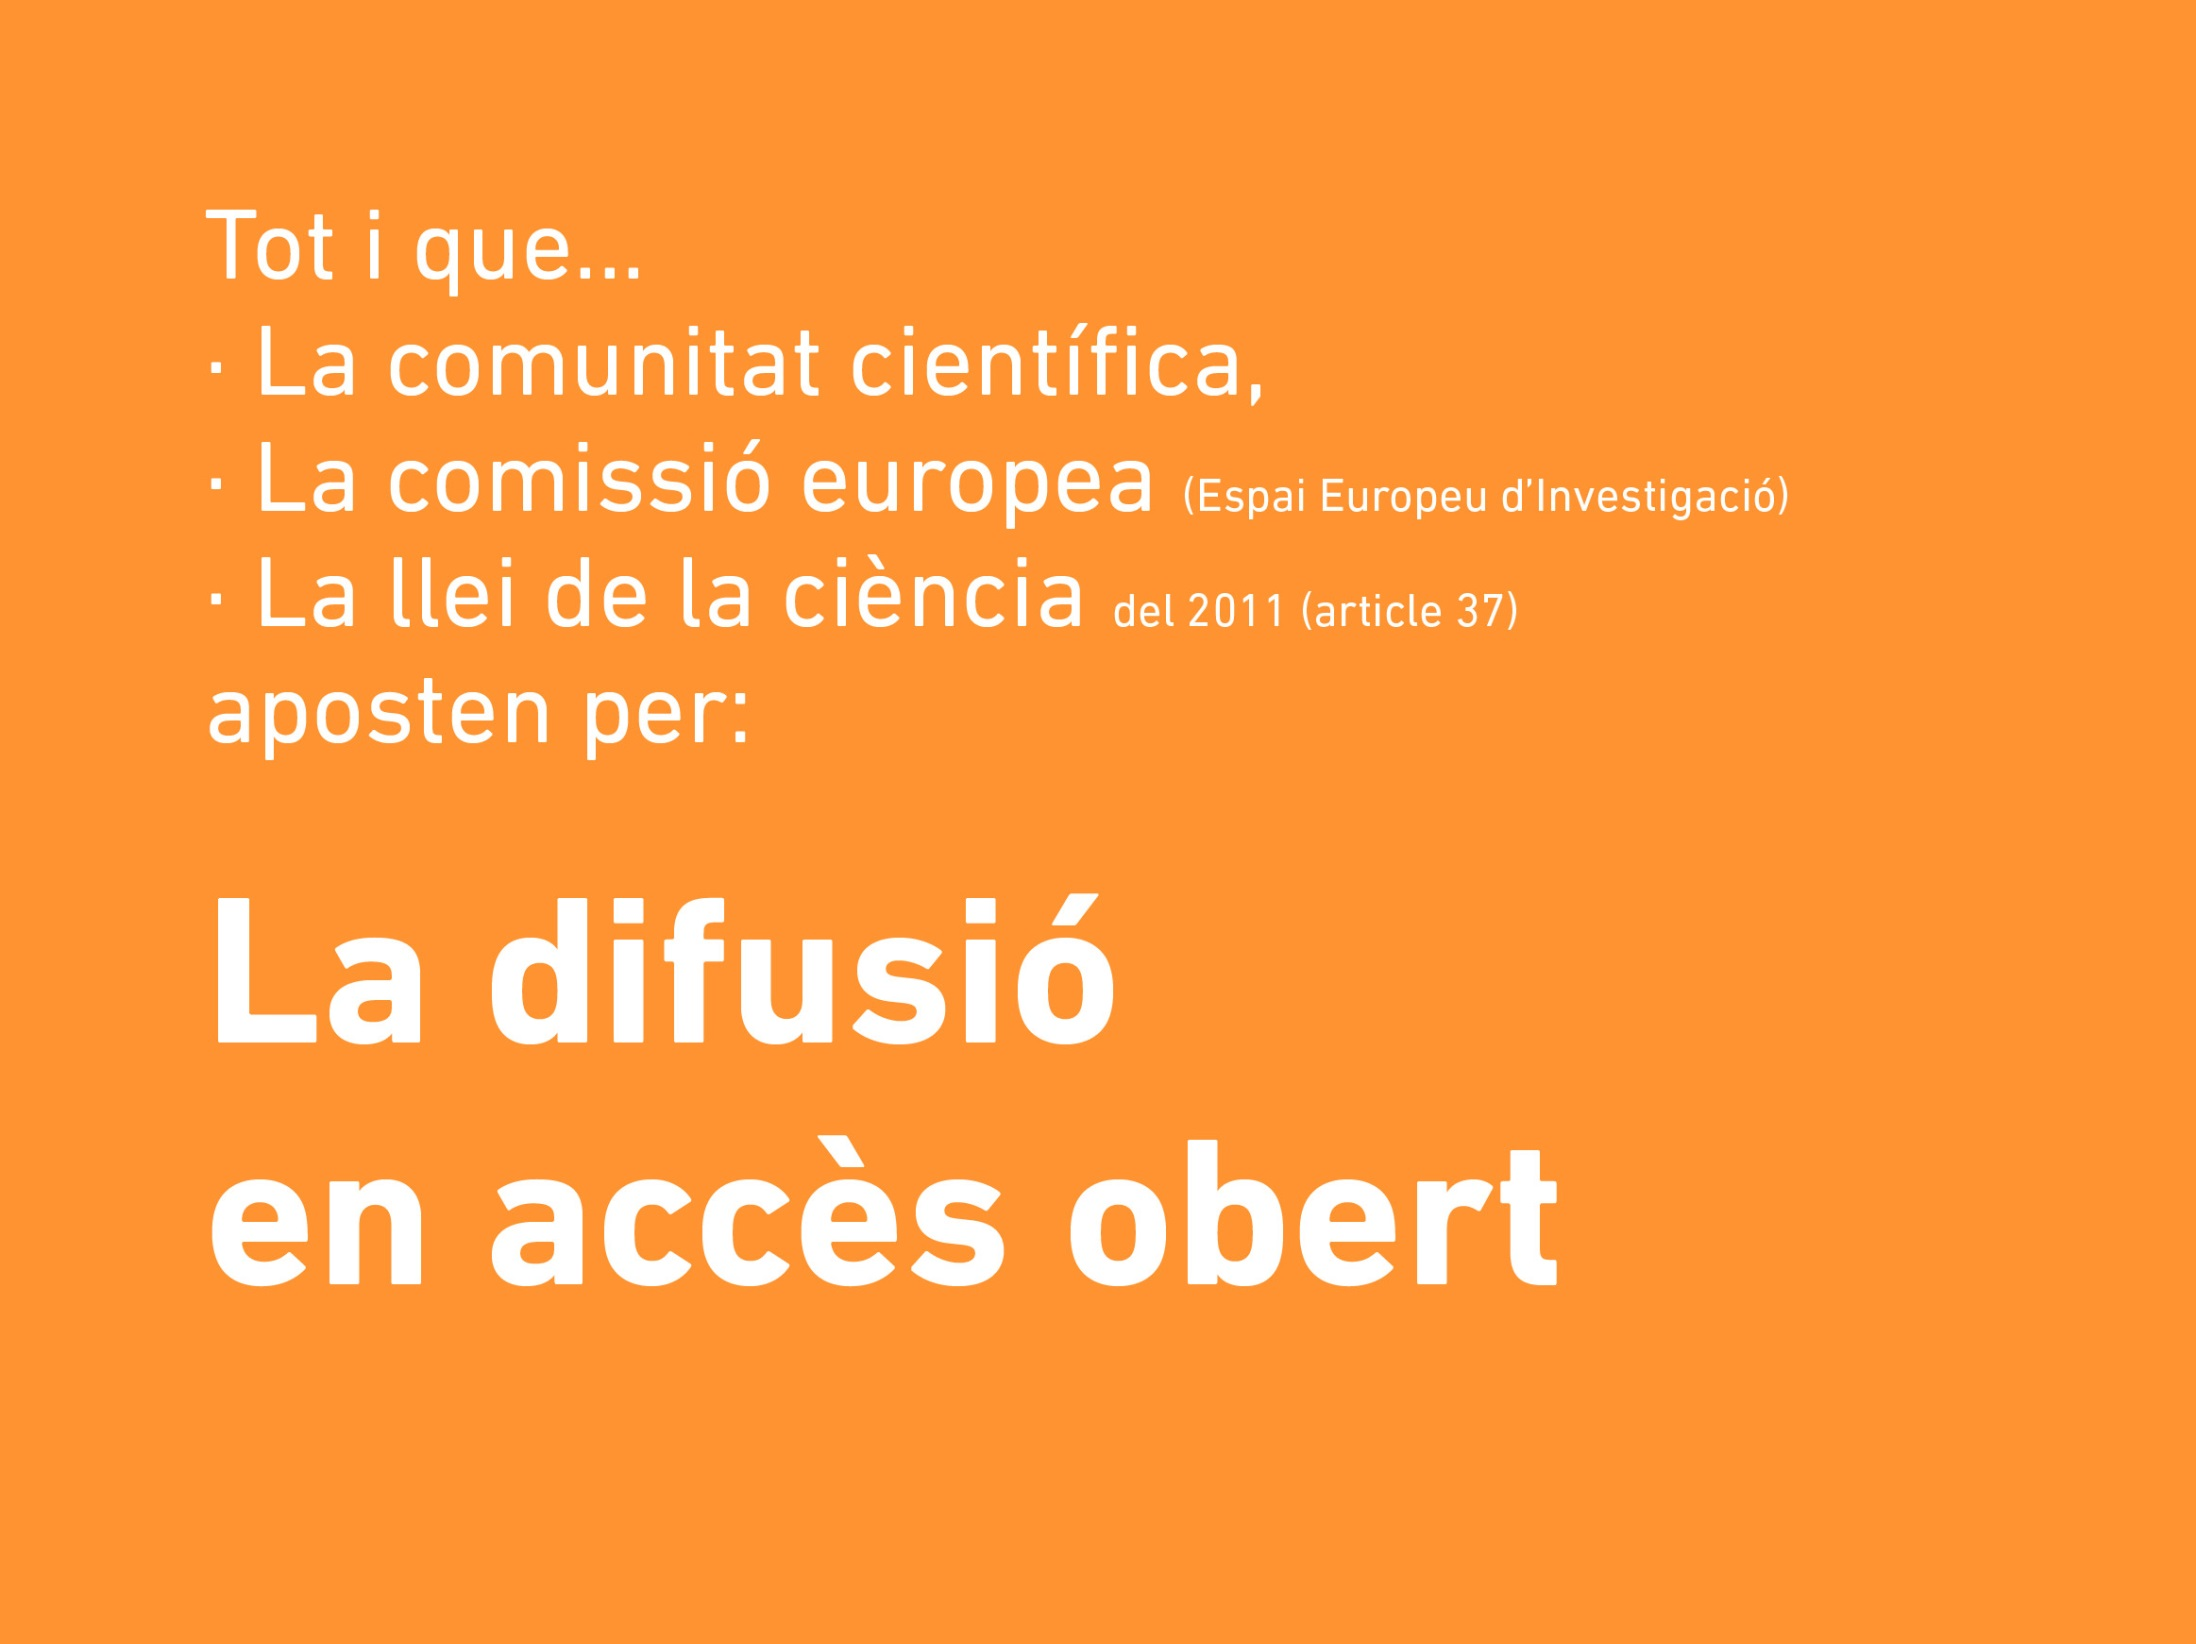 Tot i que...
· La comunitat científica,
· La comissió europea (Espai Europeu d'Investigació)
· La llei de la ciència del 2011 (article 37)
aposten per:
La difusió
en accès obert